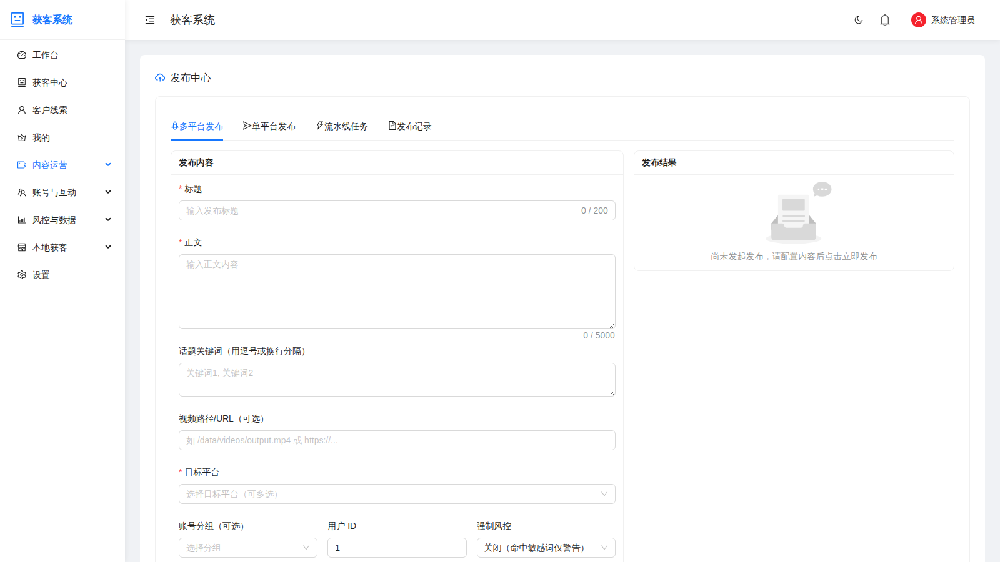 获客系统
获客系统
系统管理员
工作台
获客中心
客户线索
我的
内容运营
账号与互动
风控与数据
本地获客
设置
发布中心
多平台发布
单平台发布
流水线任务
发布记录
发布内容
* 标题
输入发布标题
0 / 200
* 正文
输入正文内容
0 / 5000
话题关键词（用逗号或换行分隔）
关键词1, 关键词2
视频路径/URL（可选）
如 /data/videos/output.mp4 或 https://...
* 目标平台
选择目标平台（可多选）
账号分组（可选）
用户 ID
强制风控
选择分组
1
关闭（命中敏感词仅警告）
发布结果
尚未发起发布，请配置内容后点击立即发布